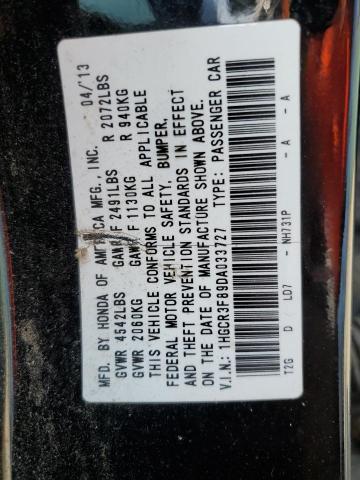 MFD. BY HONDA OF AMERICA MFG., INC. 04/13
GVWR 4542LBS GAWR F 2491LBS R 2072LBS
GVWR 2060KG GAWR F 1130KG R 940KG
THIS VEHICLE CONFORMS TO ALL APPLICABLE
FEDERAL MOTOR VEHICLE SAFETY, BUMPER,
AND THEFT PREVENTION STANDARDS IN EFFECT
ON THE DATE OF MANUFACTURE SHOWN ABOVE.
V.I.N.: 1HGCR3F89DA033727 TYPE: PASSENGER CAR
T2G D LD7 - NH731P - A - A